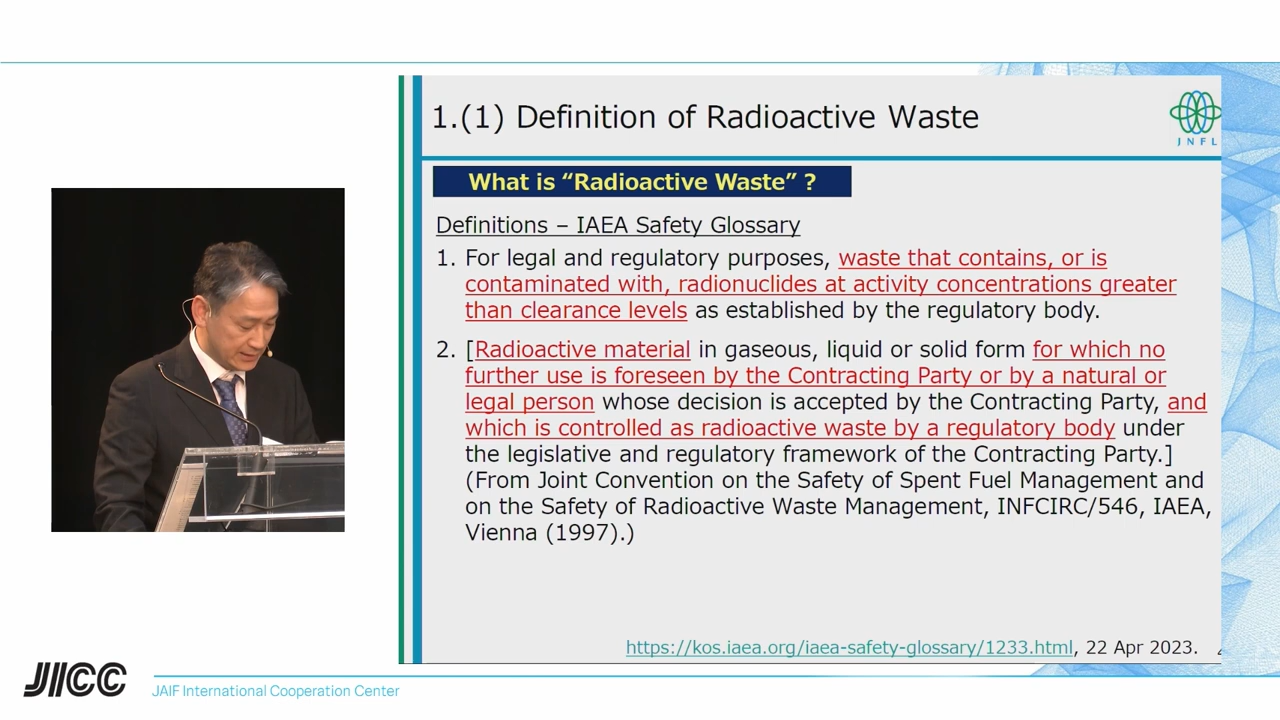 1.(1) Definition of Radioactive Waste
JNFL
What is “Radioactive Waste” ?
Definitions – IAEA Safety Glossary
1. For legal and regulatory purposes, waste that contains, or is
contaminated with, radionuclides at activity concentrations greater
than clearance levels as established by the regulatory body.
2. [Radioactive material in gaseous, liquid or solid form for which no
further use is foreseen by the Contracting Party or by a natural or
legal person whose decision is accepted by the Contracting Party, and
which is controlled as radioactive waste by a regulatory body under
the legislative and regulatory framework of the Contracting Party.]
(From Joint Convention on the Safety of Spent Fuel Management and
on the Safety of Radioactive Waste Management, INFCIRC/546, IAEA,
Vienna (1997).)
https://kos.iaea.org/iaea-safety-glossary/1233.html, 22 Apr 2023.
JICC
JAIF International Cooperation Center